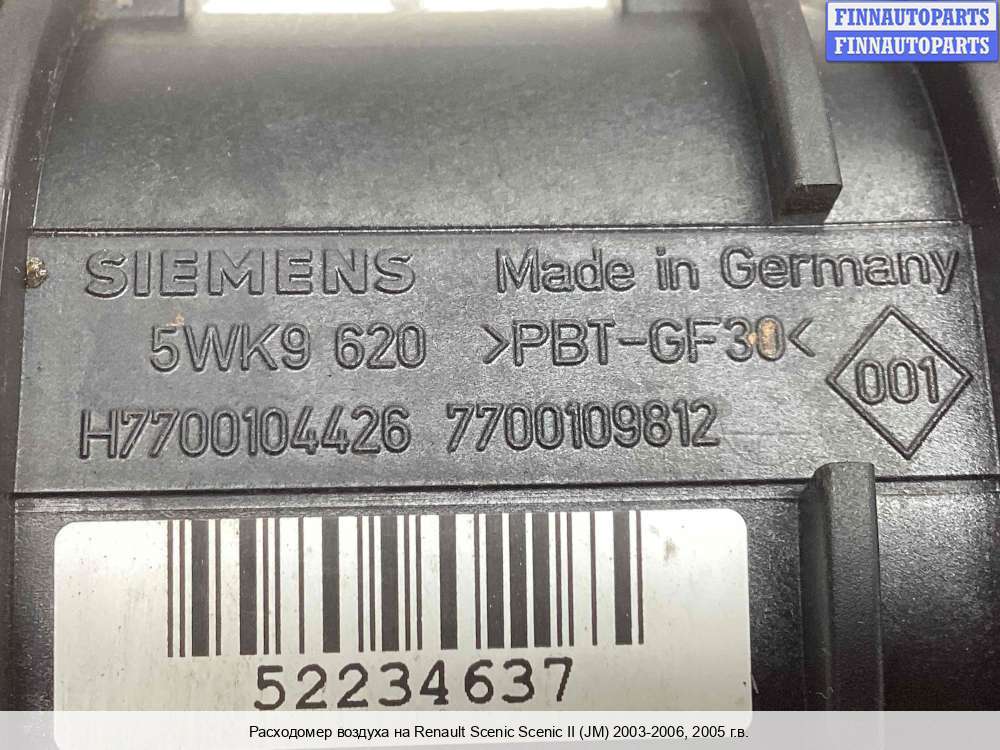 FINNAUTOPARTS
FINNAUTOPARTS
SIEMENS Made in Germany
5WK9 620 >PBT-GF30<
001
H7700104426 7700109812
52234637
Расходомер воздуха на Renault Scenic Scenic II (JM) 2003-2006, 2005 г.в.